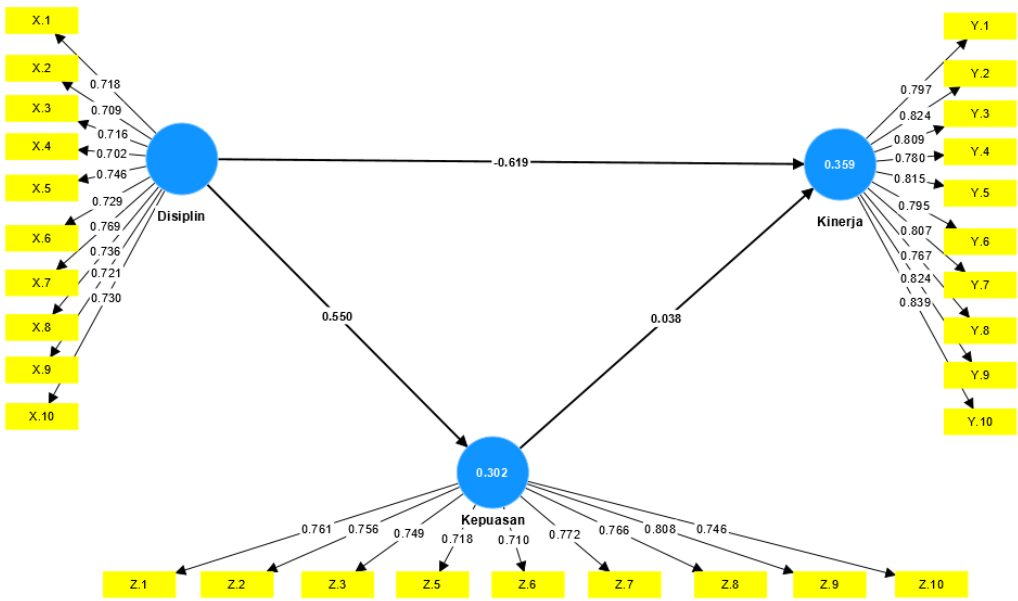 X.1
X.2
X.3
X.4
X.5
X.6
X.7
X.8
X.9
X.10
0.718
0.709
0.716
0.702
0.746
0.729
0.769
0.736
0.721
0.730
Disiplin
-0.619
0.550
0.038
0.359
Kinerja
0.797
0.824
0.809
0.780
0.815
0.795
0.807
0.767
0.824
0.839
Y.1
Y.2
Y.3
Y.4
Y.5
Y.6
Y.7
Y.8
Y.9
Y.10
0.302
Kepuasan
0.761
0.756
0.749
0.718
0.710
0.772
0.766
0.808
0.746
Z.1
Z.2
Z.3
Z.5
Z.6
Z.7
Z.8
Z.9
Z.10